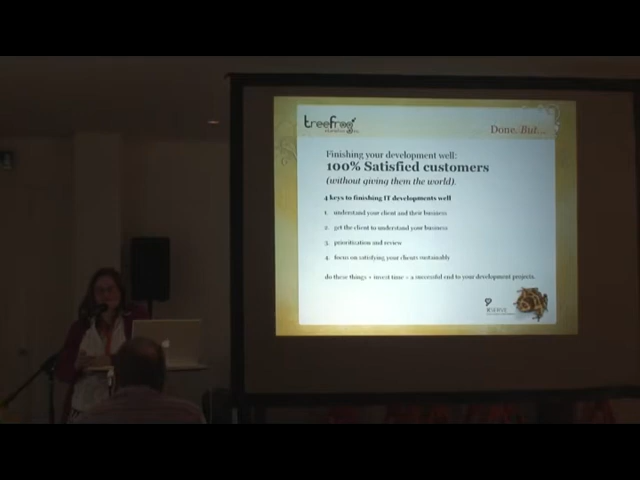 treefrog
Done. But...
Finishing your development well:
100% Satisfied customers
(without giving them the world).
4 keys to finishing IT developments well
1. understand your client and their business
2. get the client to understand your business
3. prioritisation and review
4. focus on satisfying your clients sustainably
do these things + invest time = a successful end to your development projects.